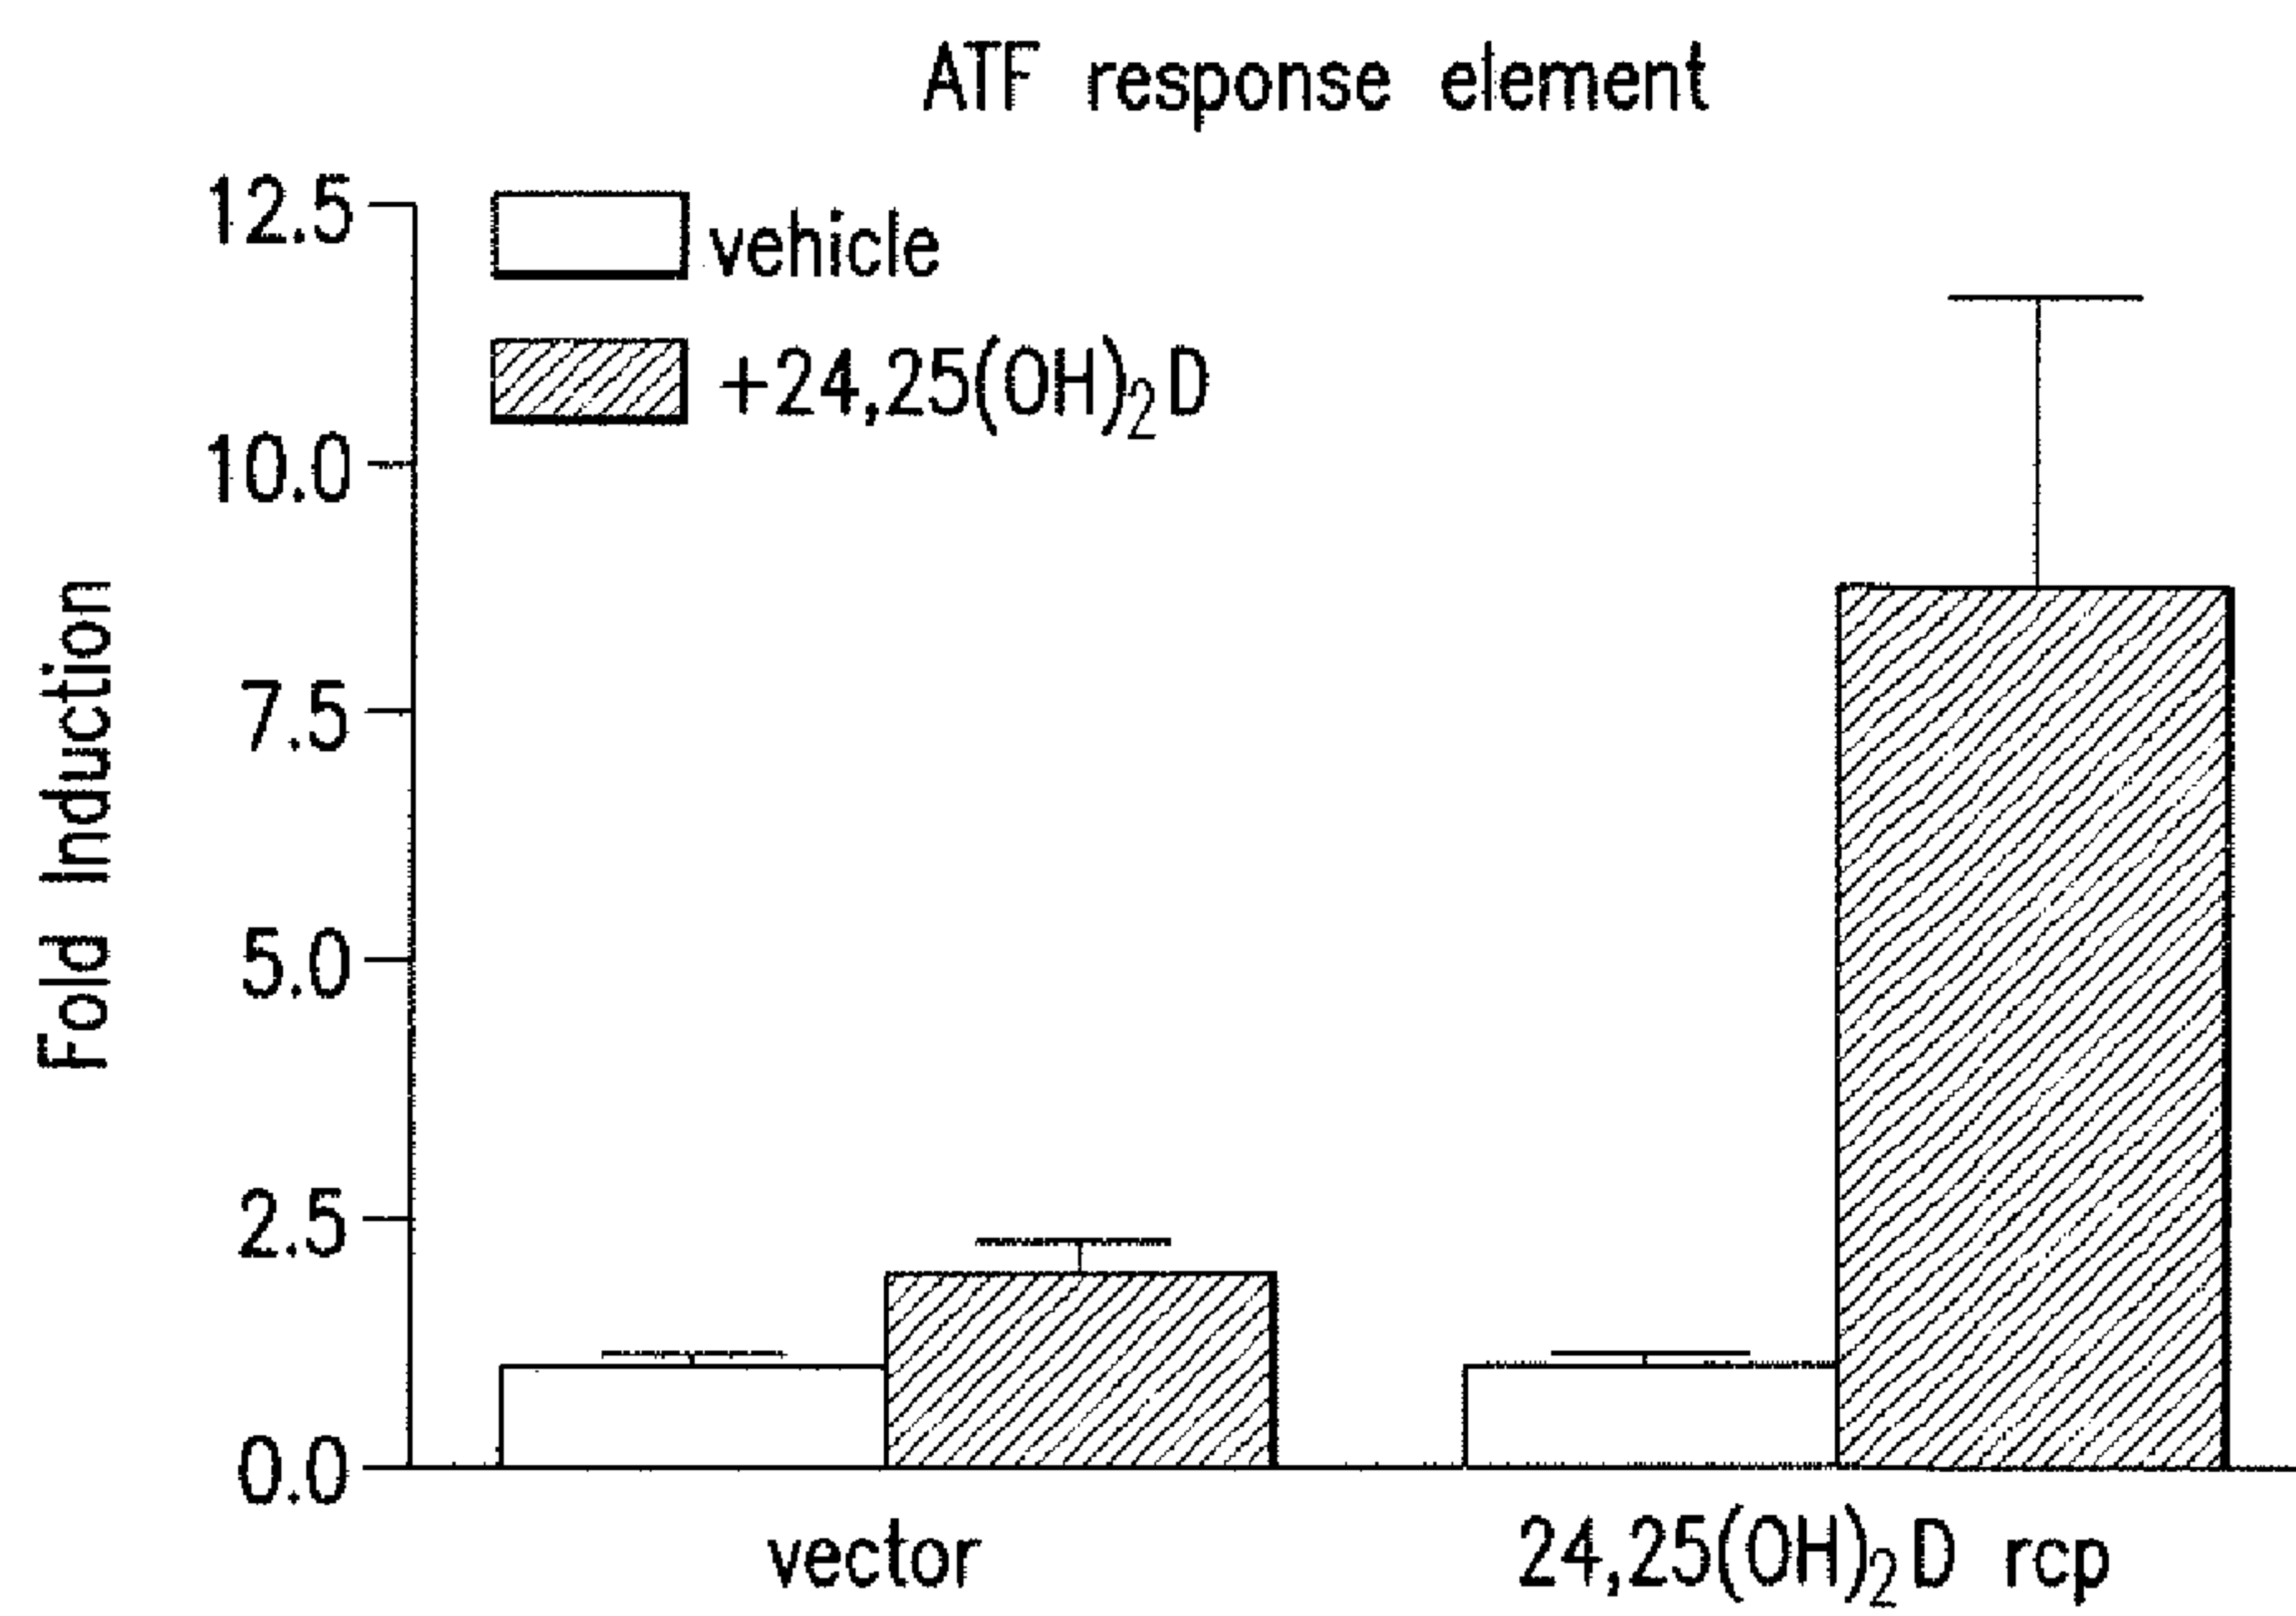 ATF response element
12.5
vehicle
+24,25(OH)₂D
10.0
7.5
5.0
2.5
0.0
Fold Induction
vector
24,25(OH)₂D rcp